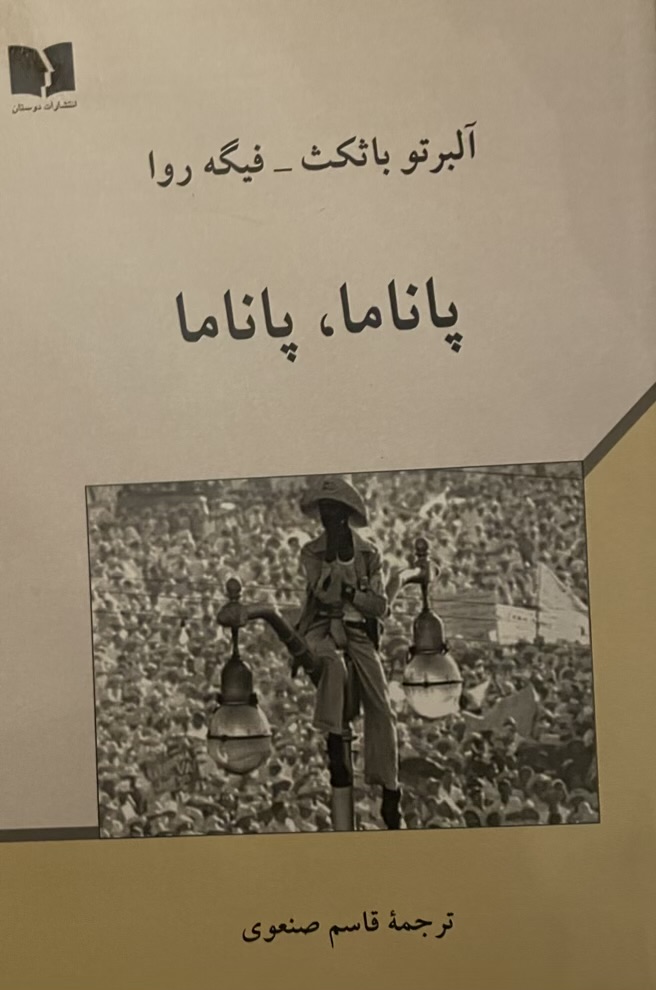 انتشارات دوستان
آلبرتو باثکث ـ فیگه روا
پاناما، پاناما
ترجمهٔ قاسم صنعوی